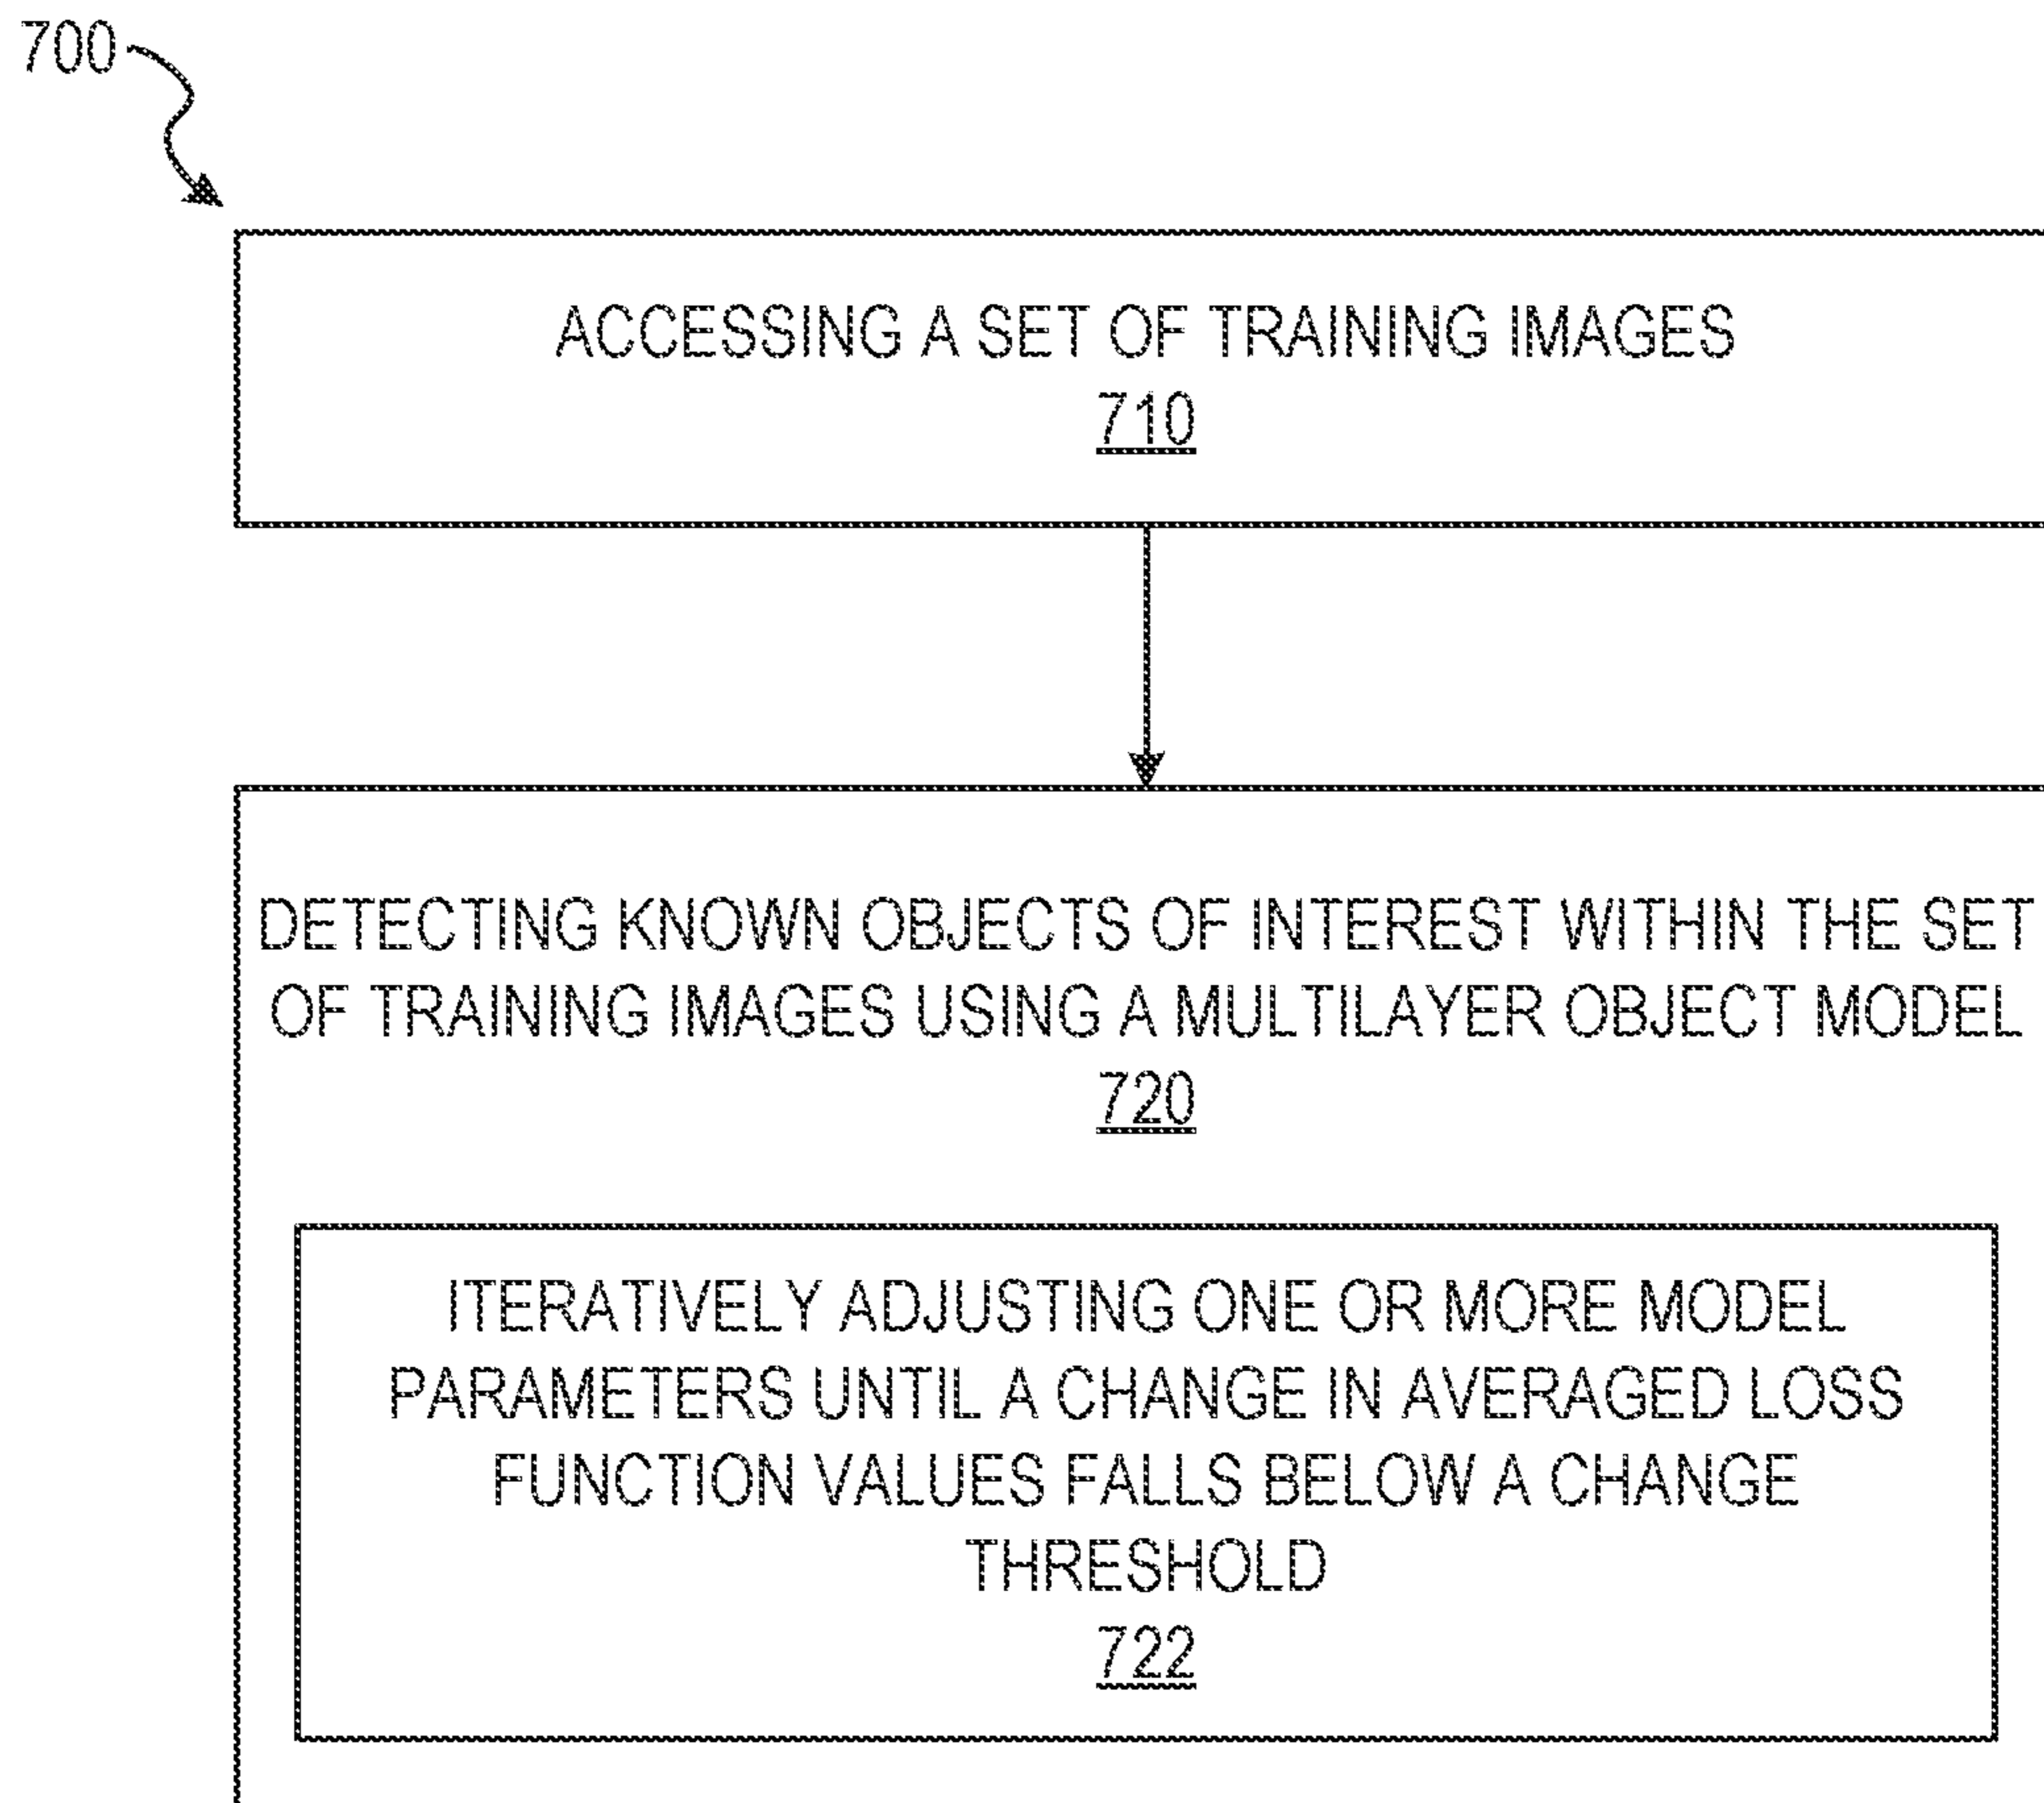 700
ACCESSING A SET OF TRAINING IMAGES
710
DETECTING KNOWN OBJECTS OF INTEREST WITHIN THE SET
OF TRAINING IMAGES USING A MULTILAYER OBJECT MODEL
720
ITERATIVELY ADJUSTING ONE OR MORE MODEL
PARAMETERS UNTIL A CHANGE IN AVERAGED LOSS
FUNCTION VALUES FALLS BELOW A CHANGE
THRESHOLD
722